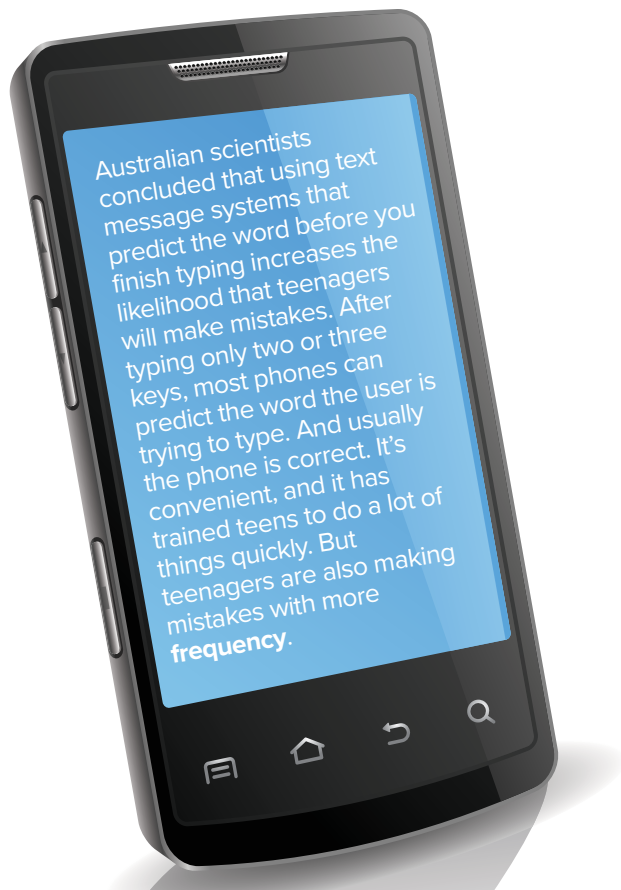 Australian scientists
concluded that using text
message systems that
predict the word before you
finish typing increases the
likelihood that teenagers
will make mistakes. After
typing only two or three
keys, most phones can
predict the word the user is
trying to type. And usually
the phone is correct. It’s
convenient, and it has
trained teens to do a lot of
things quickly. But
teenagers are also making
mistakes with more
frequency.